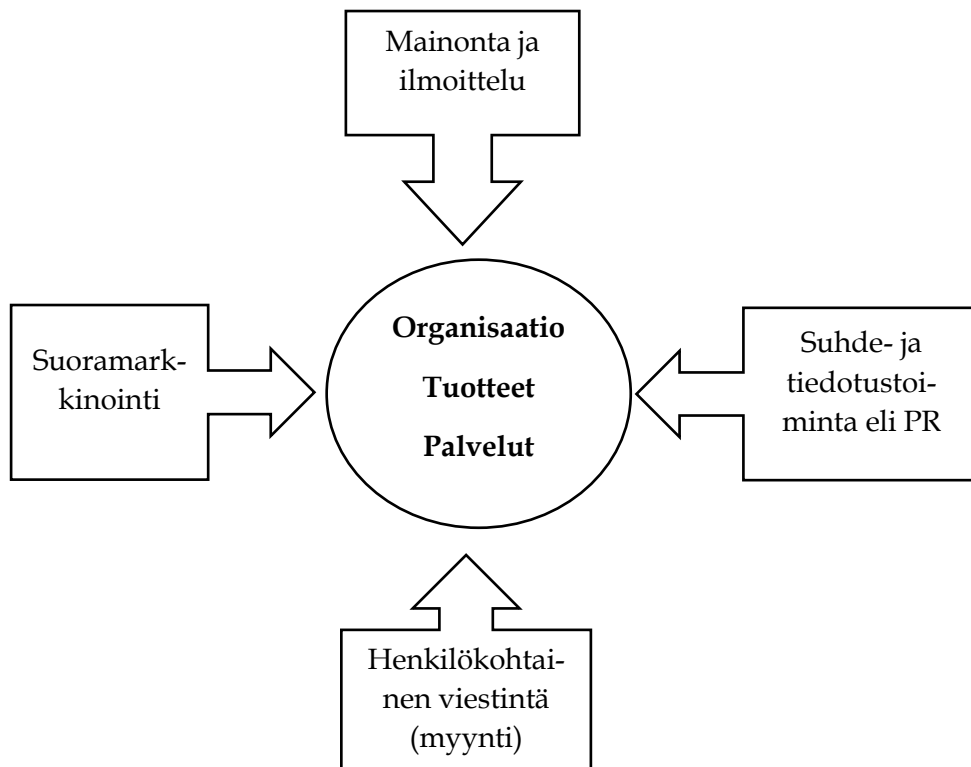 Mainonta ja
ilmoittelu
Suoramark-
kinointi
Organisaatio
Tuotteet
Palvelut
Suhde- ja
tiedotustoi-
minta eli PR
Henkilökohtai-
nen viestintä
(myynti)